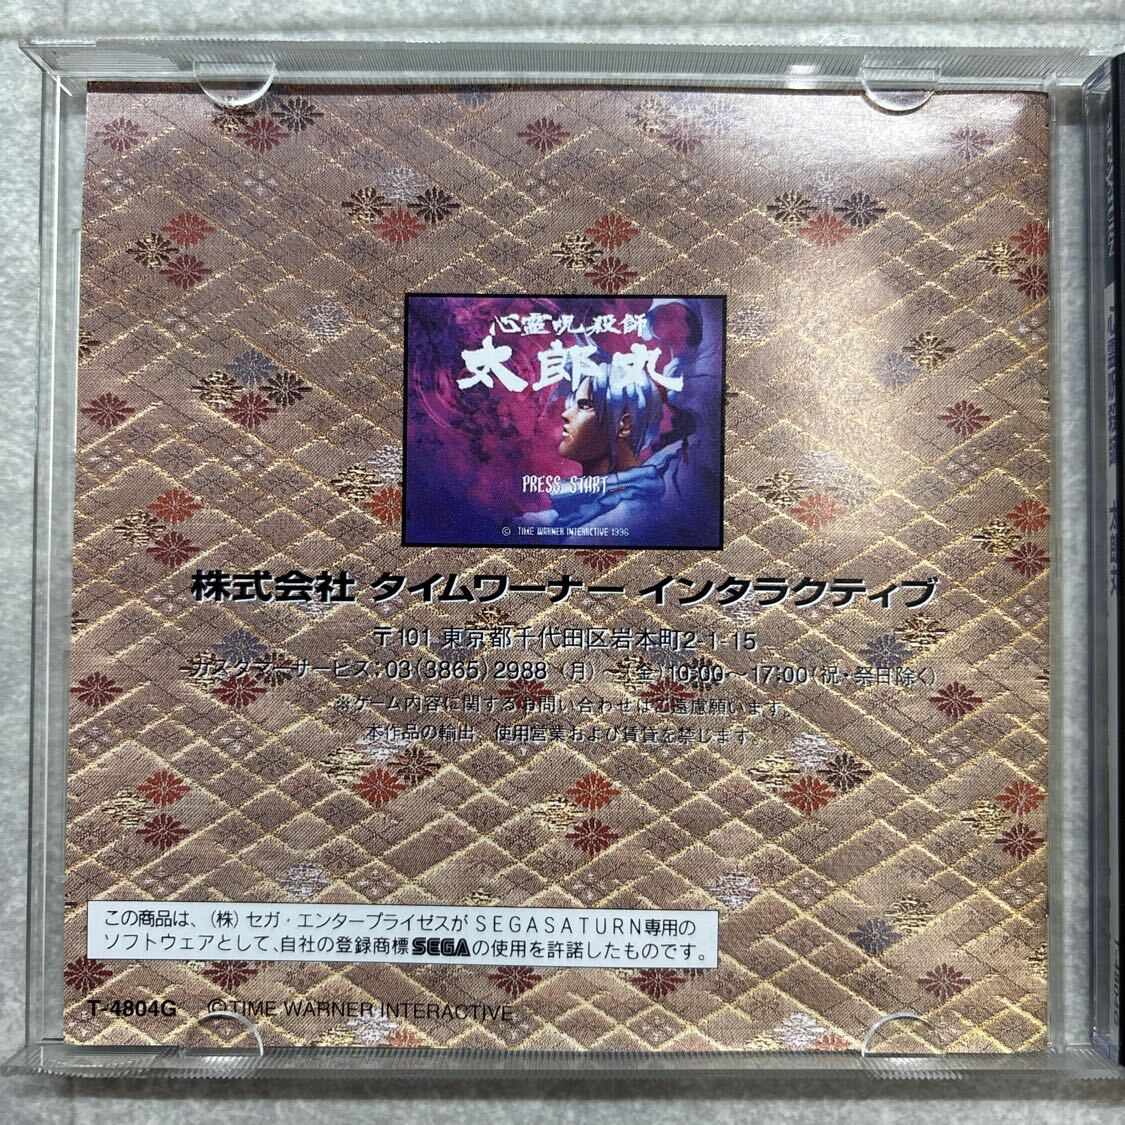 心霊呪殺師
太郎丸
PRESS START
© TIME WARNER INTERACTIVE 1996
株式会社 タイムワーナー インタラクティブ
〒101 東京都千代田区岩本町2-1-15
カスタマーサービス:03(3865)2988 (月)〜(金)10:00〜17:00(祝・祭日除く)
※ゲーム内容に関するお問い合わせはご遠慮願います。
本作品の輸出 使用営業および賃貸を禁じます。
この商品は、(株)セガ・エンタープライゼスがSEGASATURN専用の
ソフトウェアとして、自社の登録商標SEGAの使用を許諾したものです。
T-4804G ©TIME WARNER INTERACTIVE